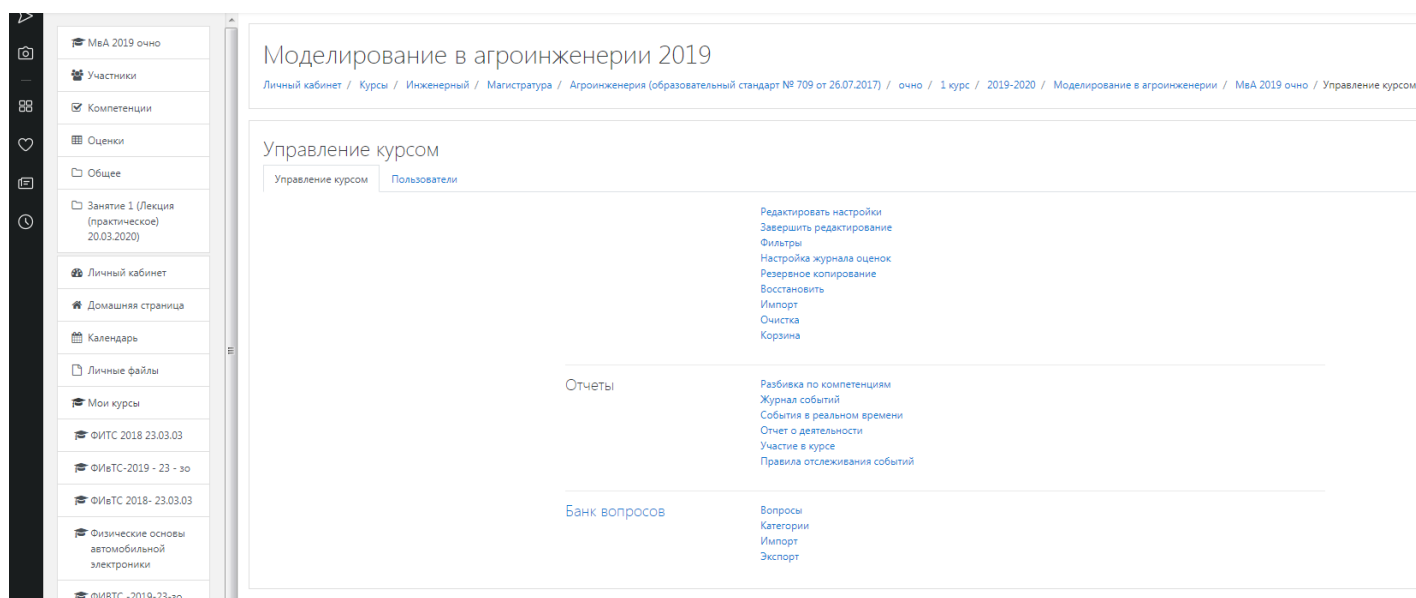 МвА 2019 очно
Участники
Компетенции
Оценки
Общее
Занятие 1 (Лекция
(практическое)
20.03.2020)
Личный кабинет
Домашняя страница
Календарь
Личные файлы
Мои курсы
ФИТС 2018 23.03.03
ФИвТС-2019 - 23 - зо
ФИвТС 2018- 23.03.03
Физические основы
автомобильной
электроники
ФИВТС -2019-23-зо
Моделирование в агроинженерии 2019
Личный кабинет / Курсы / Инженерный / Магистратура / Агроинженерия (образовательный стандарт № 709 от 26.07.2017) / очно / 1 курс / 2019-2020 / Моделирование в агроинженерии / МвА 2019 очно / Управление курсом
Управление курсом
Управление курсом Пользователи
Редактировать настройки
Завершить редактирование
Фильтры
Настройка журнала оценок
Резервное копирование
Восстановить
Импорт
Очистка
Корзина
Отчеты
Разбивка по компетенциям
Журнал событий
События в реальном времени
Отчет о деятельности
Участие в курсе
Правила отслеживания событий
Банк вопросов
Вопросы
Категории
Импорт
Экспорт